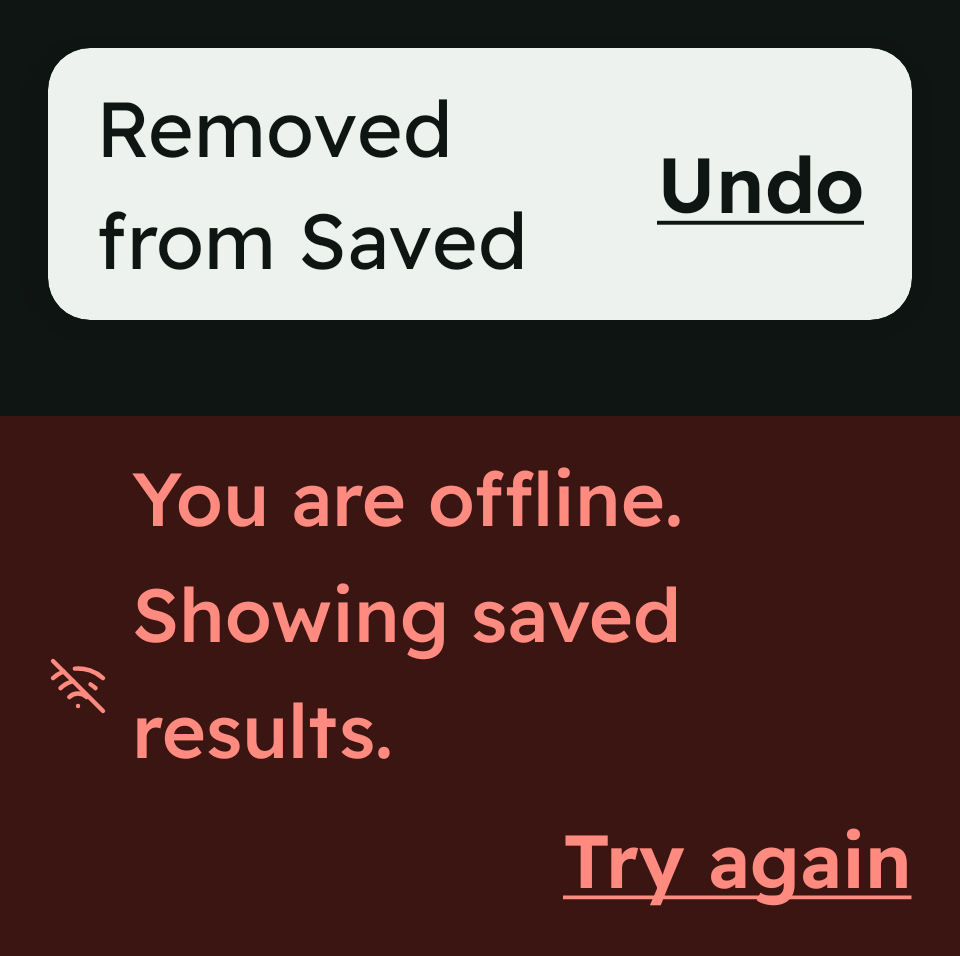 Removed
from Saved
Undo
You are offline.
Showing saved
results.
Try again